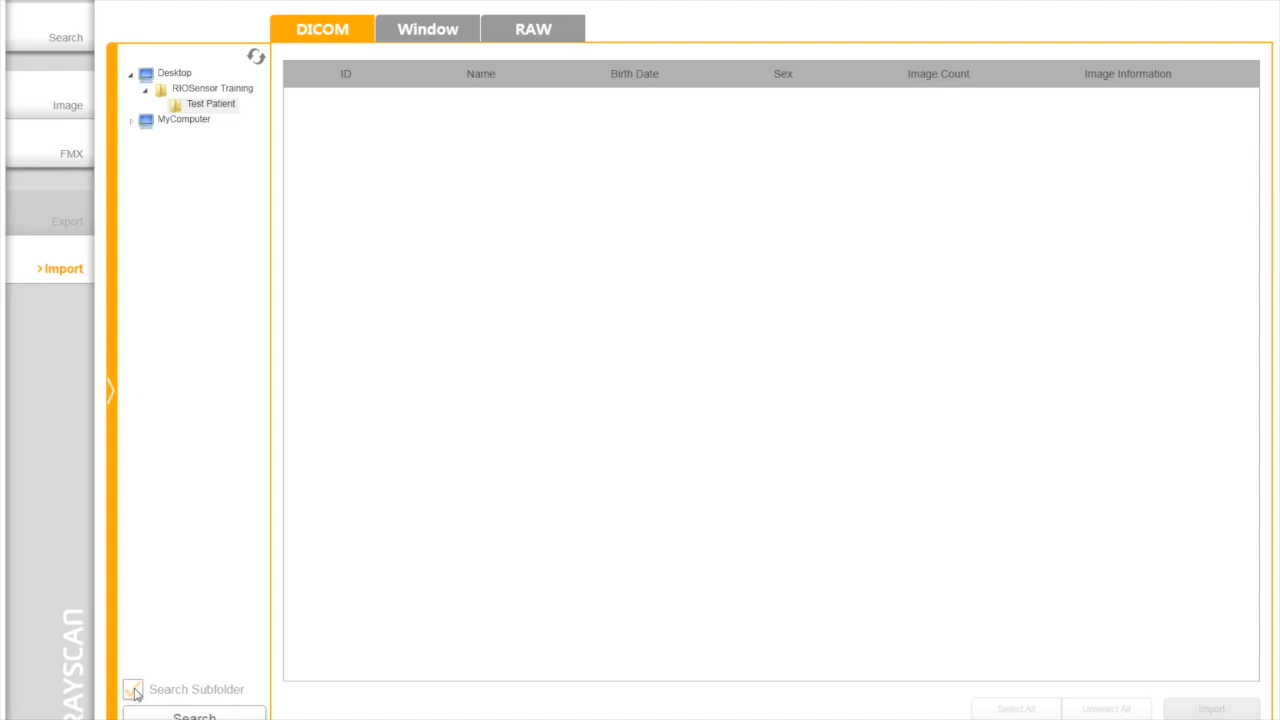 DICOM Window RAW
Search
Image
FMX
Export
> Import
RAYSCAN
Desktop
RIOSensor Training
Test Patient
MyComputer
ID Name Birth Date Sex Image Count Image Information
Search Subfolder
Search
Select All Unselect All Import